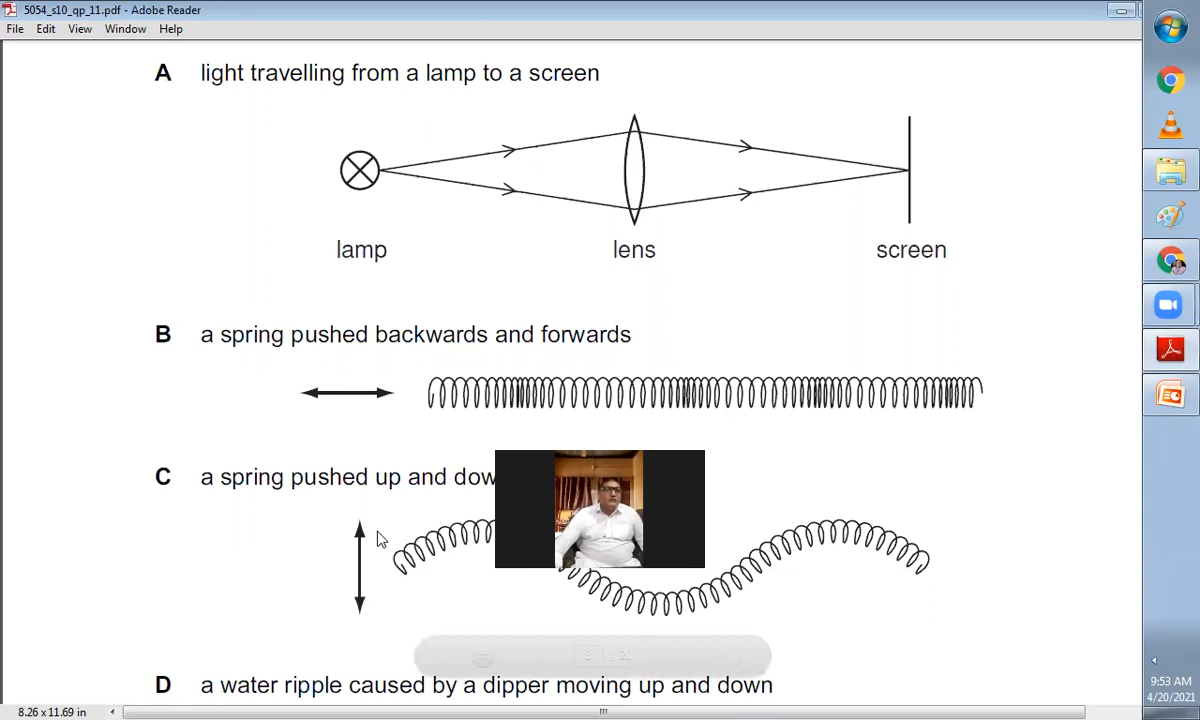 5054_s10_qp_11.pdf - Adobe Reader
File Edit View Window Help
A light travelling from a lamp to a screen
lamp lens screen
B a spring pushed backwards and forwards
C a spring pushed up and dow
D a water ripple caused by a dipper moving up and down
8.26 x 11.69 in
9:53 AM
4/20/2021